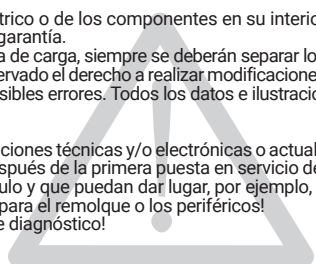 trico o de los componentes en su interio
garantía.
a de carga, siempre se deberán separar lo
ervado el derecho a realizar modificacione
sibles errores. Todos los datos e ilustracio
ciones técnicas y/o electrónicas o actual
spués de la primera puesta en servicio de
ulo y que puedan dar lugar, por ejemplo,
para el remolque o los periféricos!
e diagnóstico!